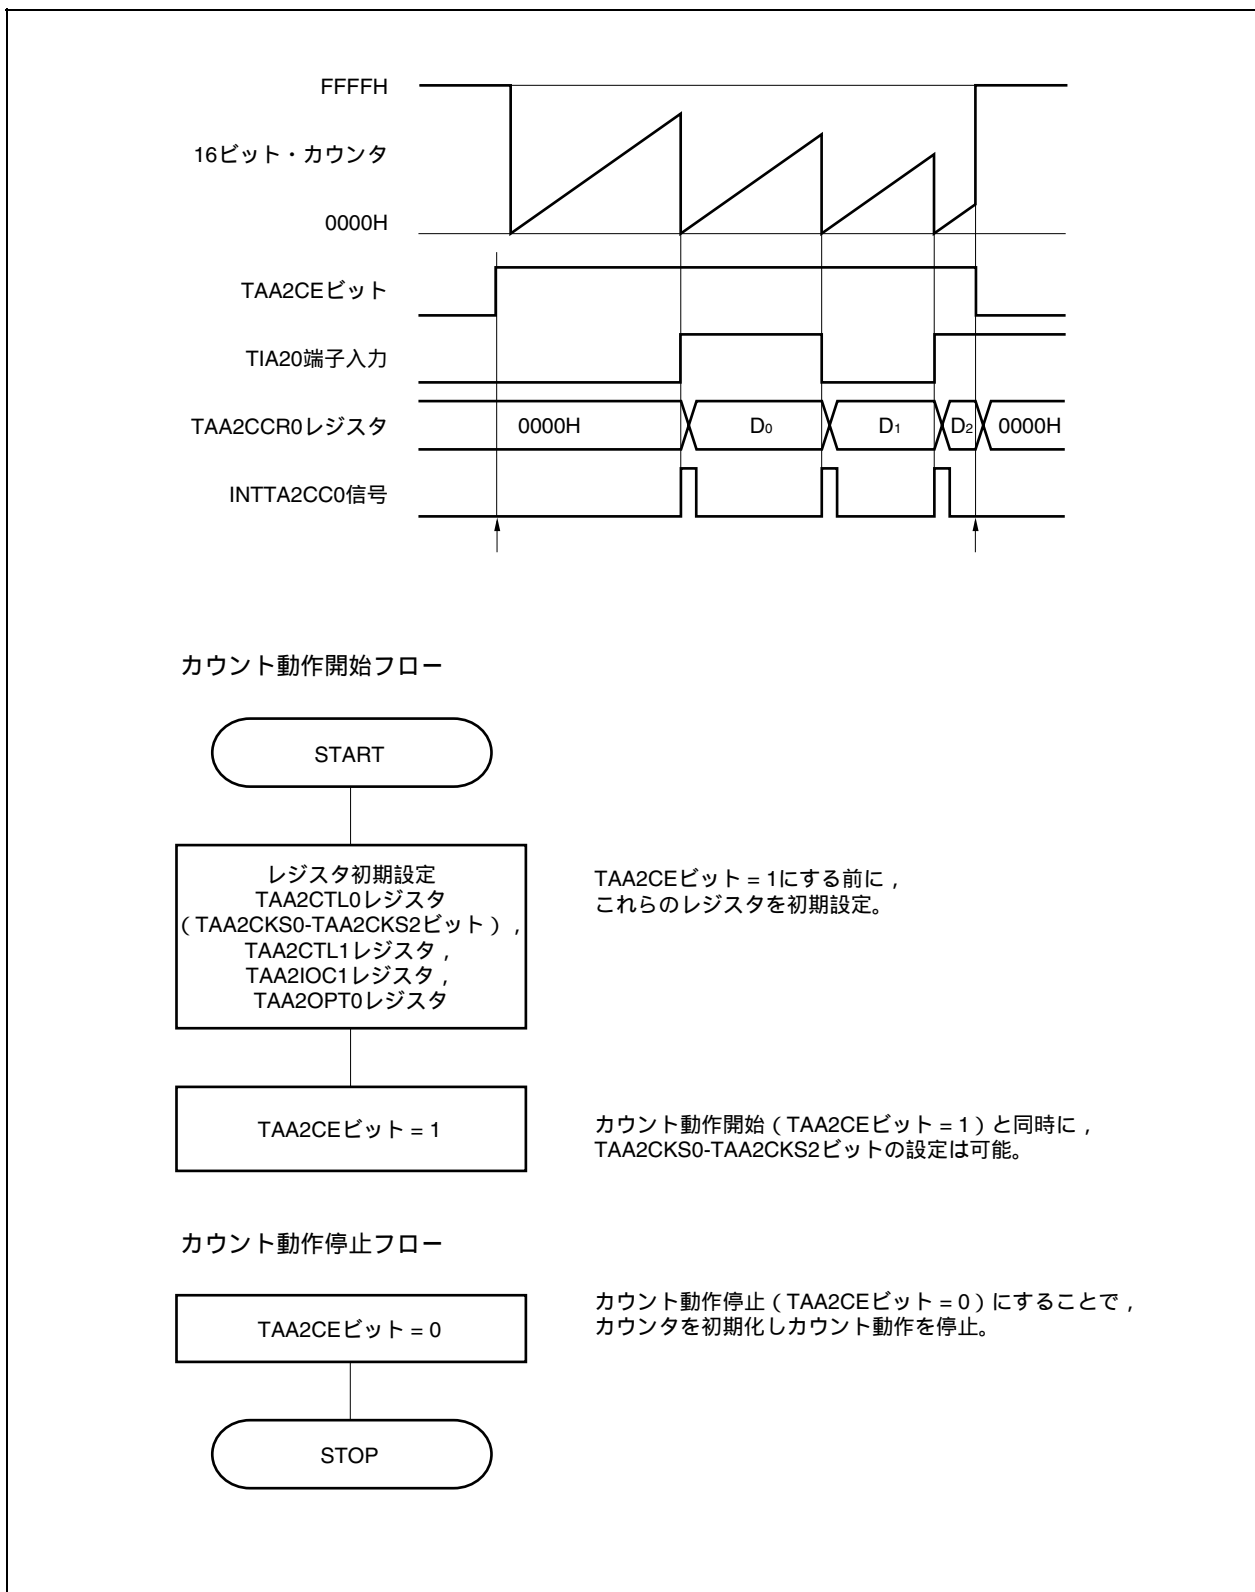 FFFFH
16ビット・カウンタ
0000H
TAA2CEビット
TIA20端子入力
TAA2CCR0レジスタ
0000H
D0
D1
D2
0000H
INTTA2CC0信号
カウント動作開始フロー
START
レジスタ初期設定
TAA2CTL0レジスタ
（TAA2CKS0-TAA2CKS2ビット），
TAA2CTL1レジスタ，
TAA2IOC1レジスタ，
TAA2OPT0レジスタ
TAA2CEビット = 1にする前に，
これらのレジスタを初期設定。
TAA2CEビット = 1
カウント動作開始（TAA2CEビット = 1）と同時に，
TAA2CKS0-TAA2CKS2ビットの設定は可能。
カウント動作停止フロー
TAA2CEビット = 0
カウント動作停止（TAA2CEビット = 0）にすることで，
カウンタを初期化しカウント動作を停止。
STOP